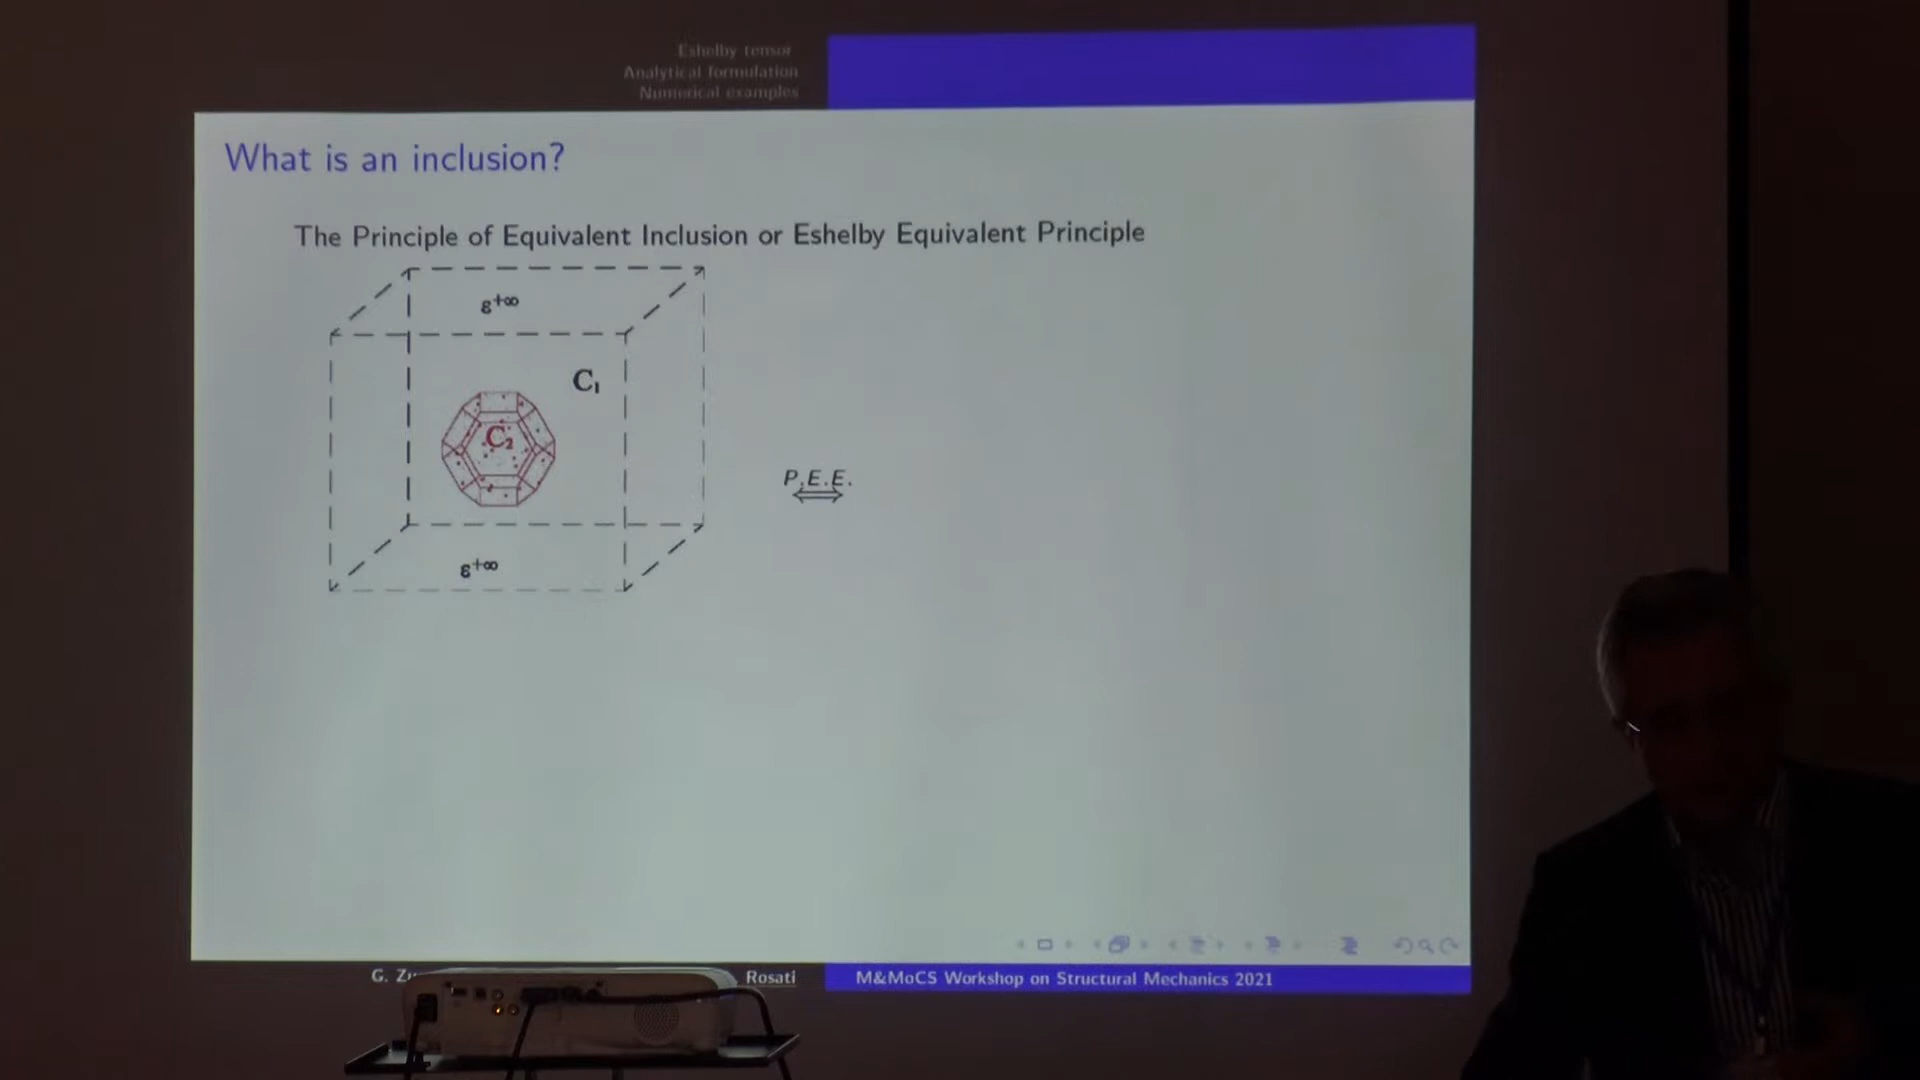 Eshelby tensor
Analytical formulation
Numerical examples
What is an inclusion?
The Principle of Equivalent Inclusion or Eshelby Equivalent Principle
ε+∞
C₁
C₂
P.E.E.
ε+∞
G. Rosati
M&MoCS Workshop on Structural Mechanics 2021